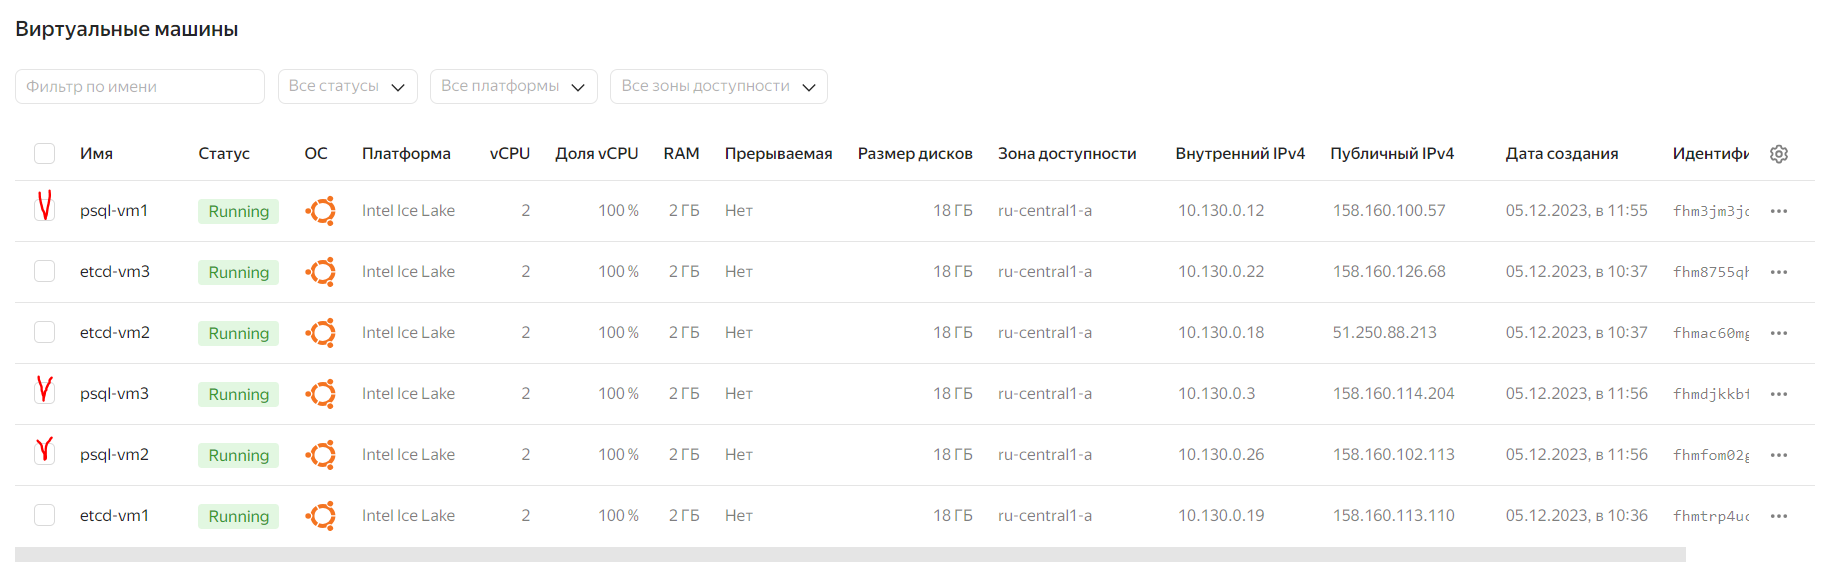 Виртуальные машины
Фильтр по имени Все статусы Все платформы Все зоны доступности
Имя Статус ОС Платформа vCPU Доля vCPU RAM Прерываемая Размер дисков Зона доступности Внутренний IPv4 Публичный IPv4 Дата создания Идентифи
psql-vm1 Running Intel Ice Lake 2 100 % 2 ГБ Нет 18 ГБ ru-central1-a 10.130.0.12 158.160.100.57 05.12.2023, в 11:55 fhm3jm3j
etcd-vm3 Running Intel Ice Lake 2 100 % 2 ГБ Нет 18 ГБ ru-central1-a 10.130.0.22 158.160.126.68 05.12.2023, в 10:37 fhm8755q
etcd-vm2 Running Intel Ice Lake 2 100 % 2 ГБ Нет 18 ГБ ru-central1-a 10.130.0.18 51.250.88.213 05.12.2023, в 10:37 fhmac60m
psql-vm3 Running Intel Ice Lake 2 100 % 2 ГБ Нет 18 ГБ ru-central1-a 10.130.0.3 158.160.114.204 05.12.2023, в 11:56 fhmdjkkb
psql-vm2 Running Intel Ice Lake 2 100 % 2 ГБ Нет 18 ГБ ru-central1-a 10.130.0.26 158.160.102.113 05.12.2023, в 11:56 fhmfom02
etcd-vm1 Running Intel Ice Lake 2 100 % 2 ГБ Нет 18 ГБ ru-central1-a 10.130.0.19 158.160.113.110 05.12.2023, в 10:36 fhmtrp4u